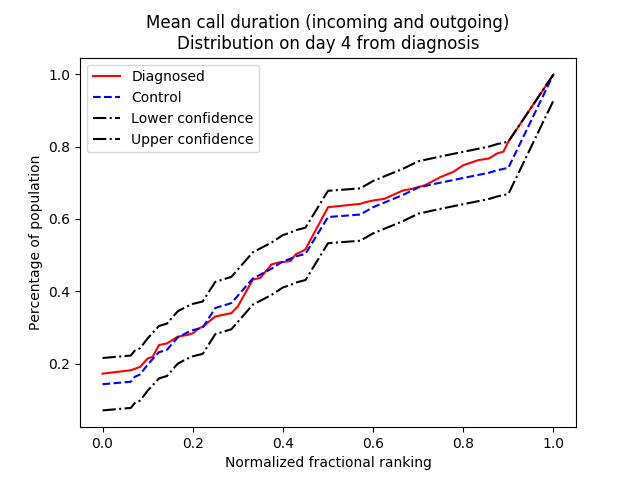 Mean call duration (incoming and outgoing)
Distribution on day 4 from diagnosis
Diagnosed
Control
Lower confidence
Upper confidence
Percentage of population
1.0
0.8
0.6
0.4
0.2
0.0 0.2 0.4 0.6 0.8 1.0
Normalized fractional ranking